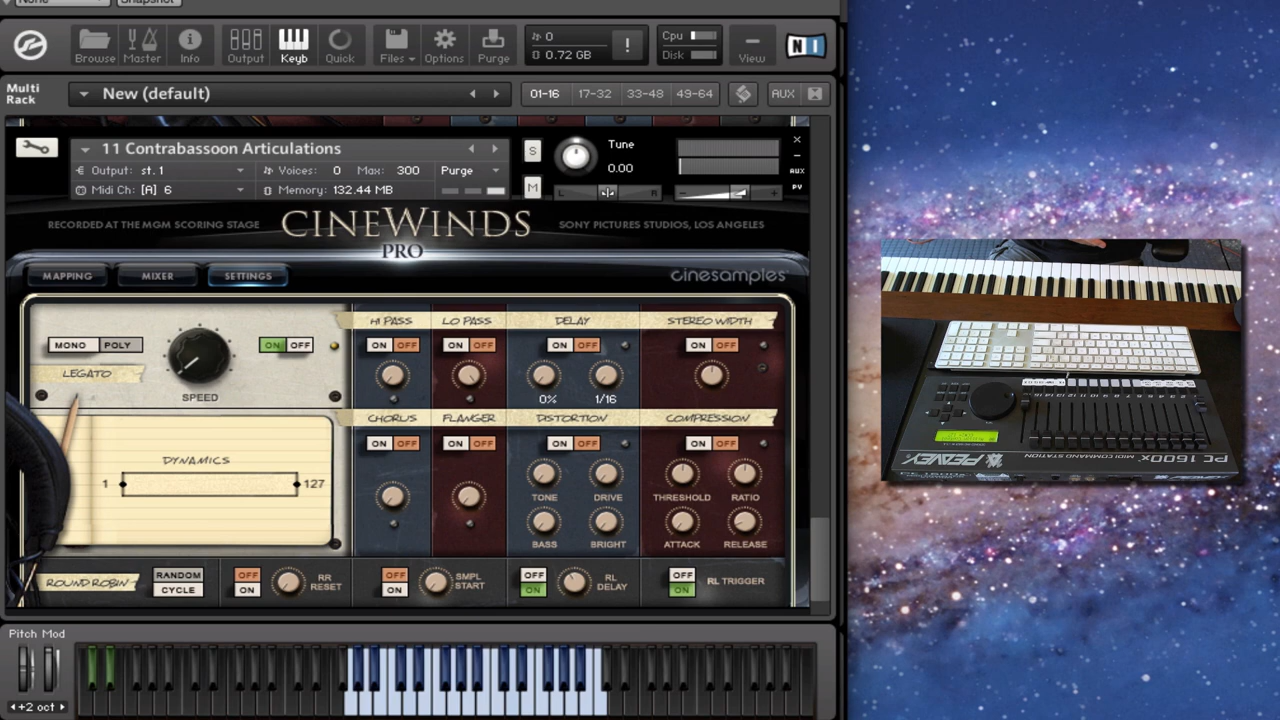 None Snapshot
Browse Master Info Output Keyb Quick Files Options Purge
0
0.72 GB
!
Cpu
Disk
View
NI
Multi
Rack
New (default)
01-16 17-32 33-48 49-64 AUX
11 Contrabassoon Articulations
Output: st. 1 Voices: 0 Max: 300 Purge
Midi Ch: [A] 6 Memory: 132.44 MB
S
M
Tune
0.00
L R
- +
×
-
AUX
PV
RECORDED AT THE MGM SCORING STAGE CINEWINDS SONY PICTURES STUDIOS, LOS ANGELES
PRO
MAPPING MIXER SETTINGS cinesamples
MONO POLY ON OFF
LEGATO
SPEED
HI PASS LO PASS DELAY STEREO WIDTH
ON OFF ON OFF ON OFF ON OFF
0% 1/16
CHORUS FLANGER DISTORTION COMPRESSION
ON OFF ON OFF ON OFF ON OFF
DYNAMICS
1 127
TONE DRIVE THRESHOLD RATIO
BASS BRIGHT ATTACK RELEASE
ROUND ROBIN RANDOM
CYCLE
OFF
ON
RR
RESET
OFF
ON
SMPL
START
OFF
ON
RL
DELAY
OFF
ON
RL TRIGGER
Pitch Mod
+2 oct
PEAVEY PC 1600x MIDI COMMAND STATION